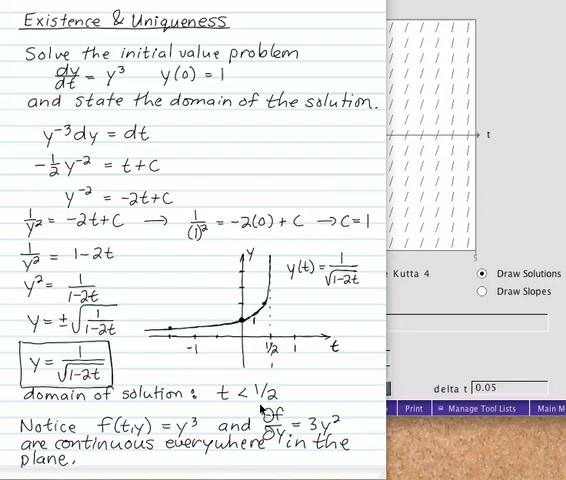 Existence & Uniqueness
Solve the initial value problem
dy/dt = y³   y(0) = 1
and state the domain of the solution.
y⁻³dy = dt
-½y⁻² = t+C
y⁻² = -2t+C
1/y² = -2t+C → 1/(1)² = -2(0)+C → C=1
1/y² = 1-2t
y² = 1/(1-2t)
y = ±√(1/(1-2t))
y = 1/√(1-2t)
y
y(t) = 1/√(1-2t)
1
-1 1/2 1 t
domain of solution: t < 1/2
Notice f(t,y) = y³ and ∂f/∂y = 3y²
are continuous everywhere in the
plane.
t
5
Kutta 4
Draw Solutions
Draw Slopes
delta t 0.05
Print Manage Tool Lists Main M